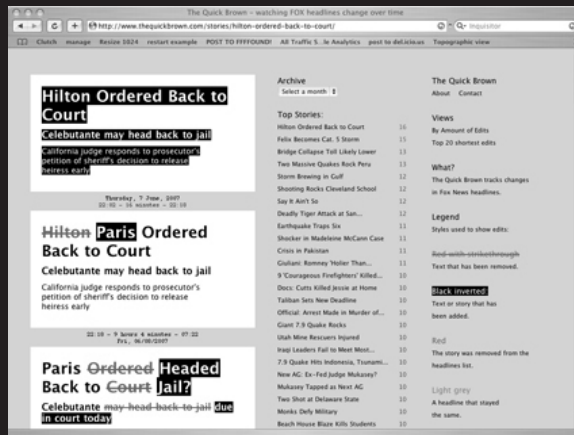 The Quick Brown – watching FOX headlines change over time
http://www.thequickbrown.com/stories/hilton-ordered-back-to-court/
Inquisitor
Clutch manage Resize 1024 restart example POST TO FFFFOUND! All Traffic S...le Analytics post to del.icio.us Topographic view
Hilton Ordered Back to
Court
Celebutante may head back to jail
California judge responds to prosecutor's
petition of sheriff's decision to release
heiress early
Thursday, 7 June, 2007
22:02 – 16 minutes – 22:18
Hilton Paris Ordered
Back to Court
Celebutante may head back to jail
California judge responds to prosecutor's
petition of sheriff's decision to release
heiress early
22:18 – 9 hours 4 minutes – 07:22
Fri, 06/08/2007
Paris Ordered Headed
Back to Court Jail?
Celebutante may head back to jail due
in court today
Archive
Select a month
Top Stories:
Hilton Ordered Back to Court 16
Felix Becomes Cat. 5 Storm 15
Bridge Collapse Toll Likely Lower 13
Two Massive Quakes Rock Peru 13
Storm Brewing in Gulf 12
Shooting Rocks Cleveland School 12
Say It Ain't So 12
Deadly Tiger Attack at San... 12
Earthquake Traps Six 11
Shocker in Madeleine McCann Case 11
Crisis in Pakistan 11
Giuliani: Romney 'Holier Than... 11
9 'Courageous Firefighters' Killed... 10
Docs: Cutts Killed Jessie at Home 10
Taliban Sets New Deadline 10
Official: Arrest Made in Murder of... 10
Giant 7.9 Quake Rocks 10
Utah Mine Rescuers Injured 10
Iraqi Leaders Fail to Meet Most... 10
7.9 Quake Hits Indonesia, Tsunami... 10
New AG: Ex-Fed Judge Mukasey? 10
Mukasey Tapped as Next AG 10
Two Shot at Delaware State 10
Monks Defy Military 10
Beach House Blaze Kills Students 10
The Quick Brown
About Contact
Views
By Amount of Edits
Top 20 shortest edits
What?
The Quick Brown tracks changes
in Fox News headlines.
Legend
Styles used to show edits:
Red with strikethrough
Text that has been removed.
Black inverted:
Text or story that has
been added.
Red
The story was removed from the
headlines list.
Light grey
A headline that stayed
the same.